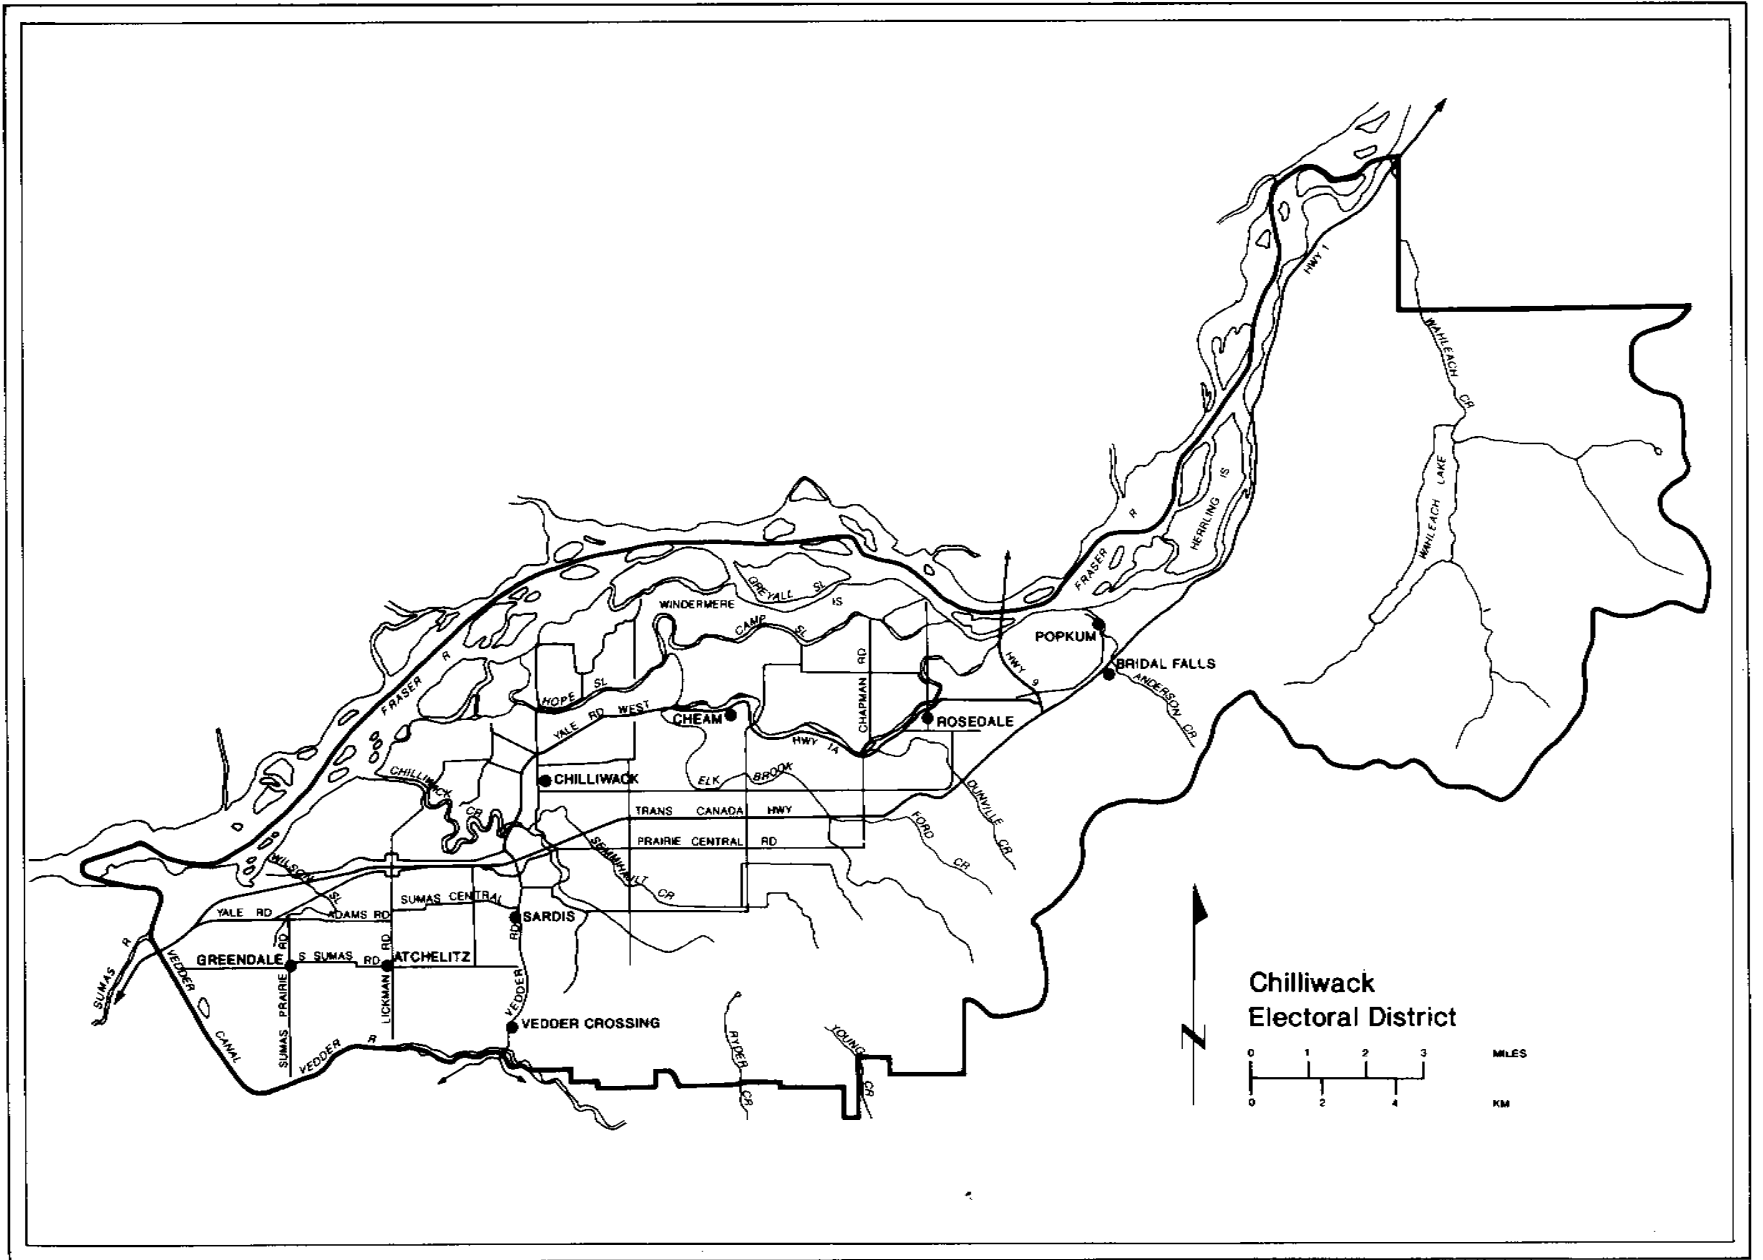 HWY 1
WAHLEACH CR
WAHLEACH LAKE
HERRLING IS
FRASER R
GREYALL SL
WINDERMERE IS
CAMP SL
POPKUM
HWY 9
BRIDAL FALLS
ANDERSON CR
CHAPMAN RD
FRASER R
HOPE SL
YALE RD WEST
CHEAM
ROSEDALE
HWY 1A
CHILLIWACK CR
CHILLIWACK
ELK BROOK
DUNVILLE CR
TRANS CANADA HWY
FORD CR
PRAIRIE CENTRAL RD
SEMMIHAULT CR
WILSON SL
SUMAS CENTRAL
YALE RD
ADAMS RD
SARDIS
SUMAS R
VEDDER CANAL
GREENDALE
S SUMAS RD
ATCHELITZ
SUMAS PRAIRIE RD
LICKMAN RD
VEDDER RD
VEDDER CROSSING
VEDDER R
RYDER CR
YOUNG CR
N
Chilliwack
Electoral District
0 1 2 3 MILES
0 2 4 KM